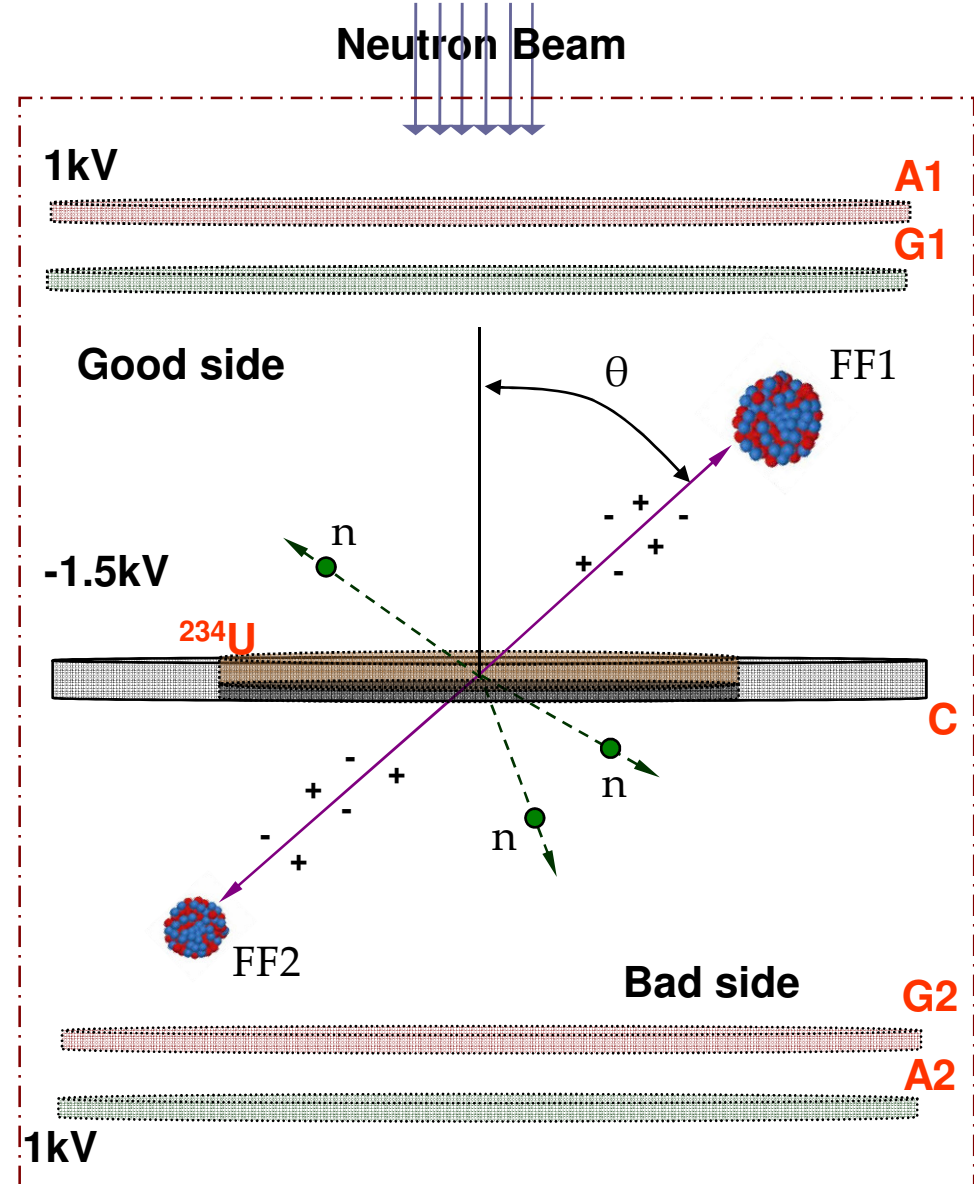 Neutron Beam
1kV
A1
G1
Good side
θ
FF1
+
-
-
+
+
-
n
-1.5kV
²³⁴U
C
-
+
+
-
n
-
n
+
FF2
Bad side
G2
A2
1kV